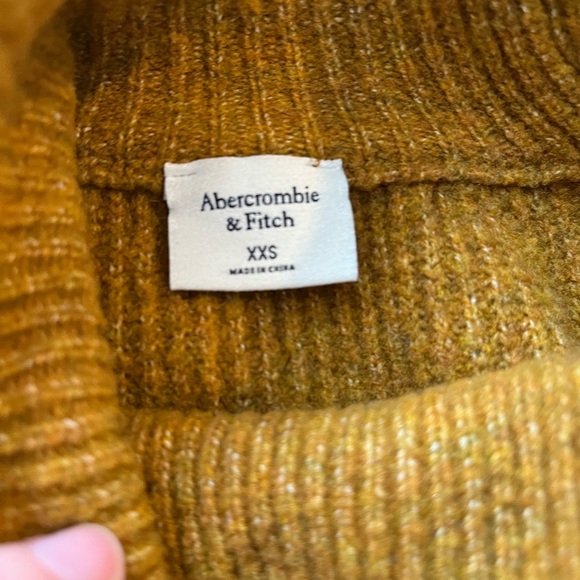 Abercrombie
& Fitch
XXS
MADE IN CHINA